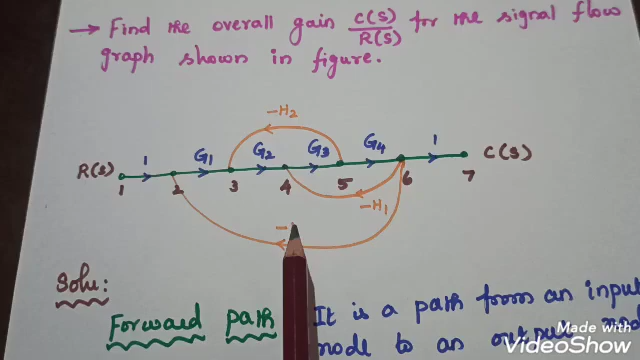 → Find the overall gain C(s)/R(s) for the signal flow
graph shown in figure.
-H2
R(s) 1 G1 G2 G3 G4 1 C(s)
1 2 3 4 5 6 7
-H1
-
Solu:
Forward path It is a path from an input
node to an
Made with
VideoShow